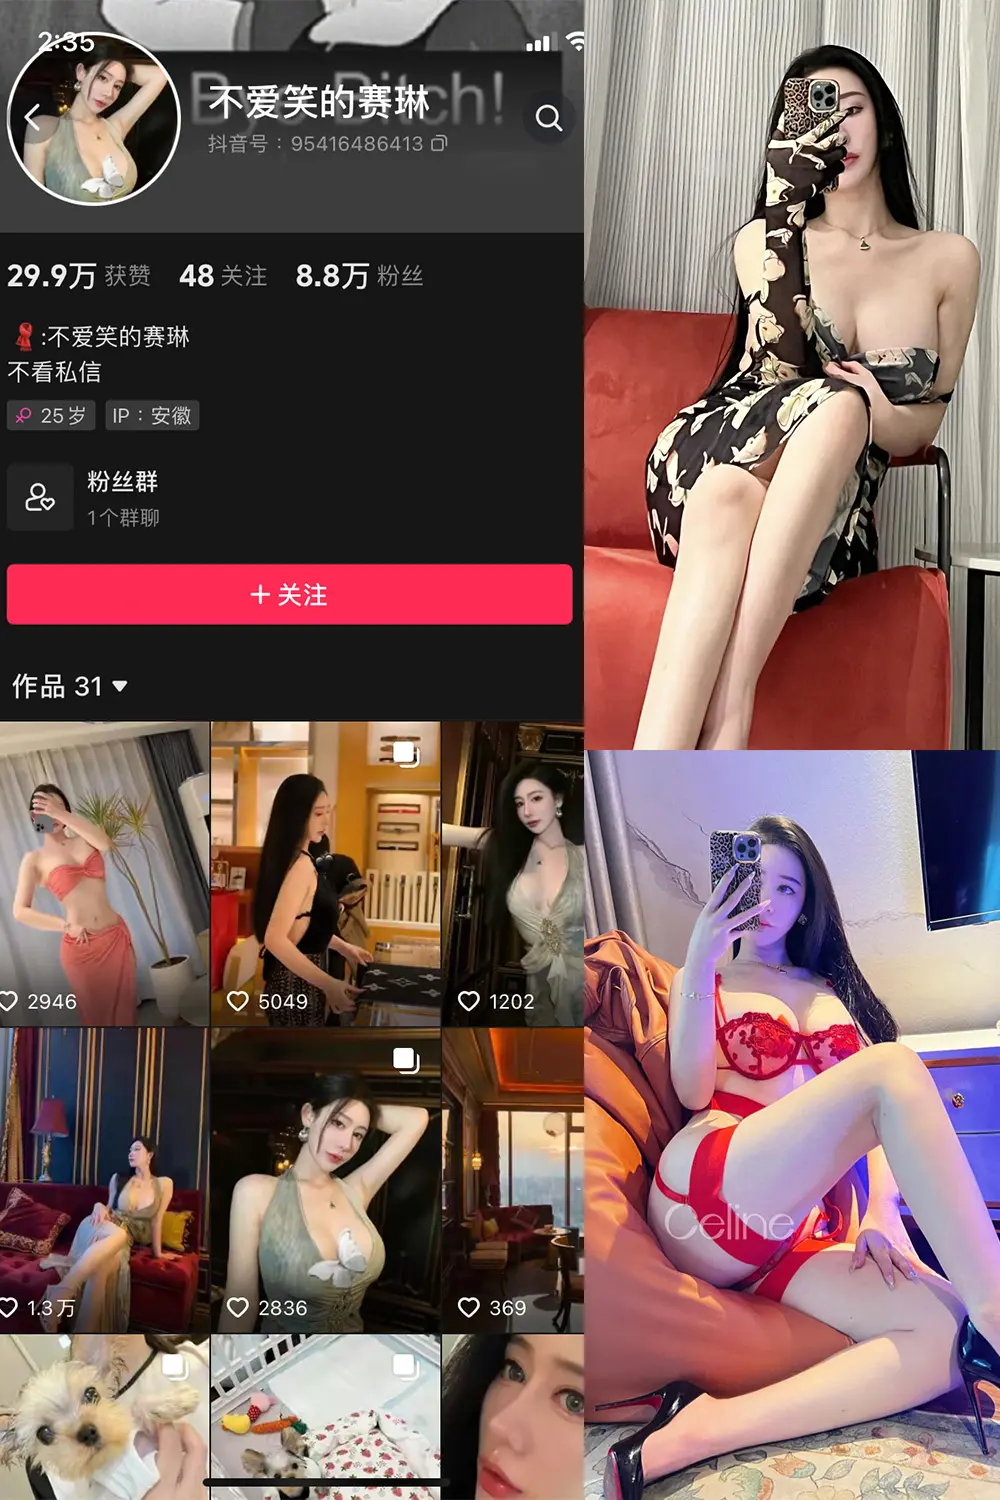 2:35
不爱笑的赛琳
抖音号：95416486413
29.9万 获赞 48 关注 8.8万 粉丝
:不爱笑的赛琳
不看私信
25岁 IP：安徽
粉丝群
1个群聊
+ 关注
作品 31
2946
5049
1202
1.3万
2836
369
Celine